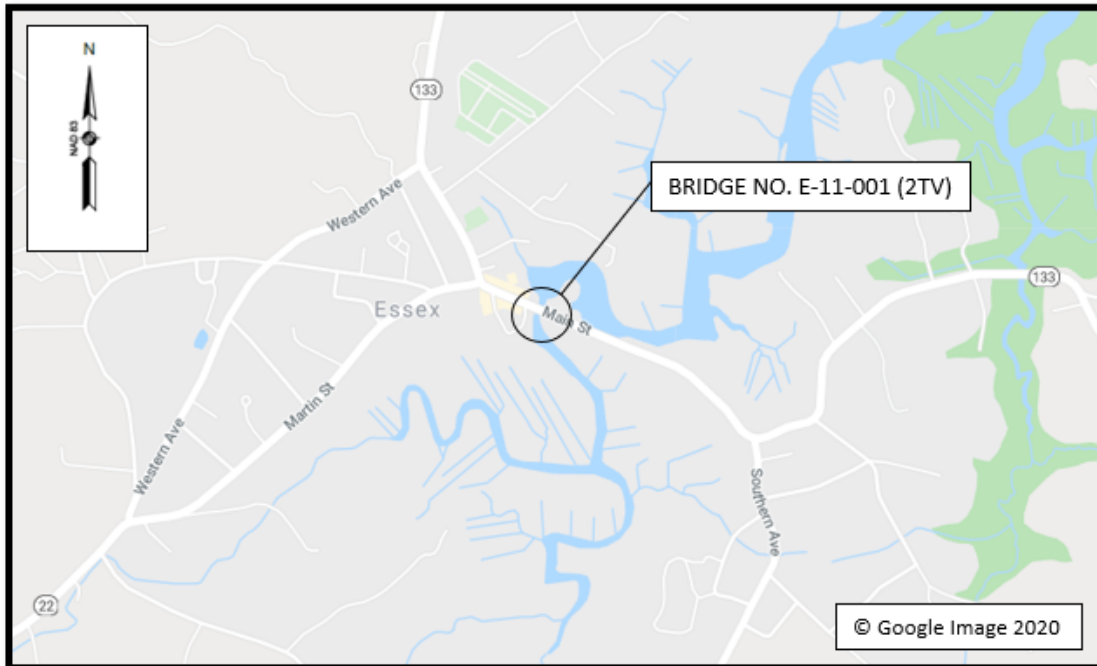 N
NAD 83
133
Western Ave
BRIDGE NO. E-11-001 (2TV)
133
Essex
Main St
Martin St
Western Ave
Southern Ave
22
© Google Image 2020